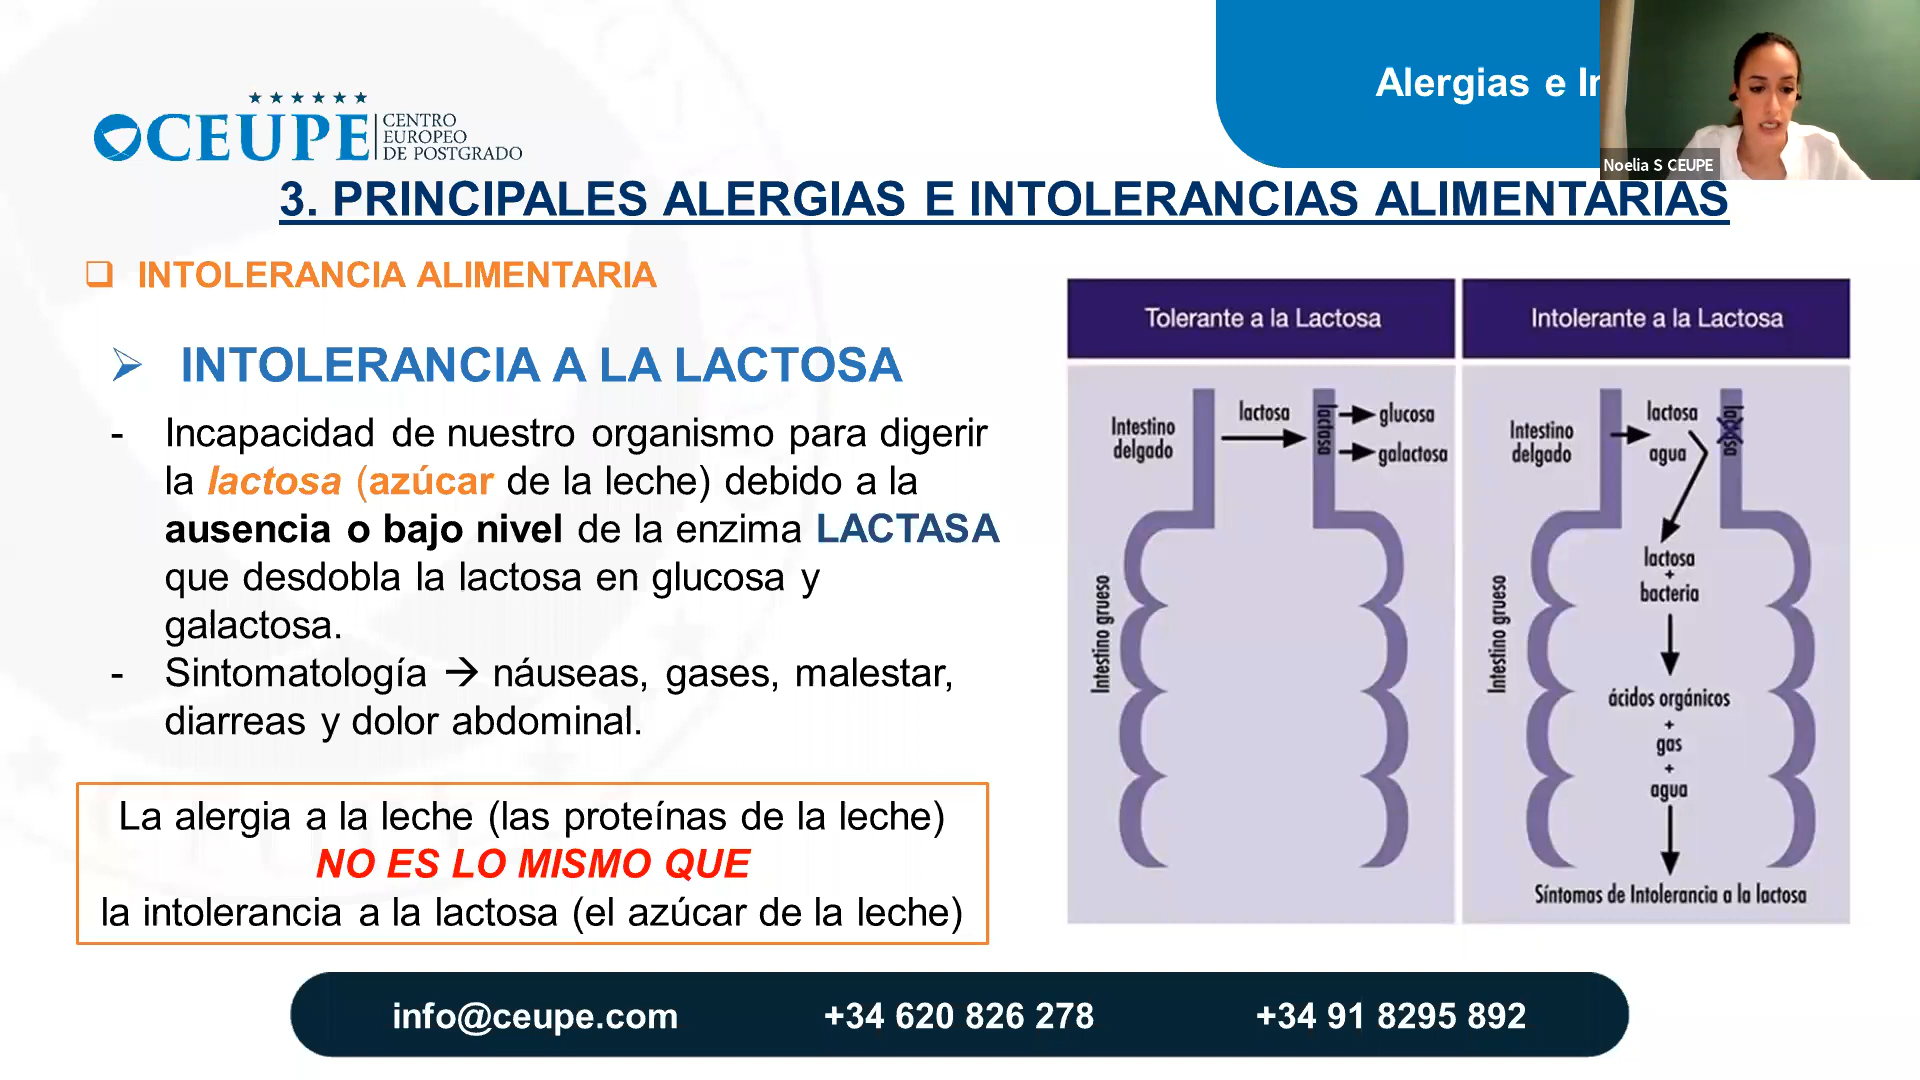 Alergias e In
Noelia S CEUPE
CEUPE
CENTRO
EUROPEO
DE POSTGRADO
3. PRINCIPALES ALERGIAS E INTOLERANCIAS ALIMENTARIAS
INTOLERANCIA ALIMENTARIA
INTOLERANCIA A LA LACTOSA
- Incapacidad de nuestro organismo para digerir
la lactosa (azúcar de la leche) debido a la
ausencia o bajo nivel de la enzima LACTASA
que desdobla la lactosa en glucosa y
galactosa.
- Sintomatología → náuseas, gases, malestar,
diarreas y dolor abdominal.
La alergia a la leche (las proteínas de la leche)
NO ES LO MISMO QUE
la intolerancia a la lactosa (el azúcar de la leche)
Tolerante a la Lactosa
Intestino
delgado
lactosa
glucosa
galactosa
Intestino grueso
Intolerante a la Lactosa
Intestino
delgado
lactosa
agua
lactosa
+
bacteria
Intestino grueso
ácidos orgánicos
+
gas
+
agua
Síntomas de Intolerancia a la lactosa
info@ceupe.com
+34 620 826 278
+34 91 8295 892